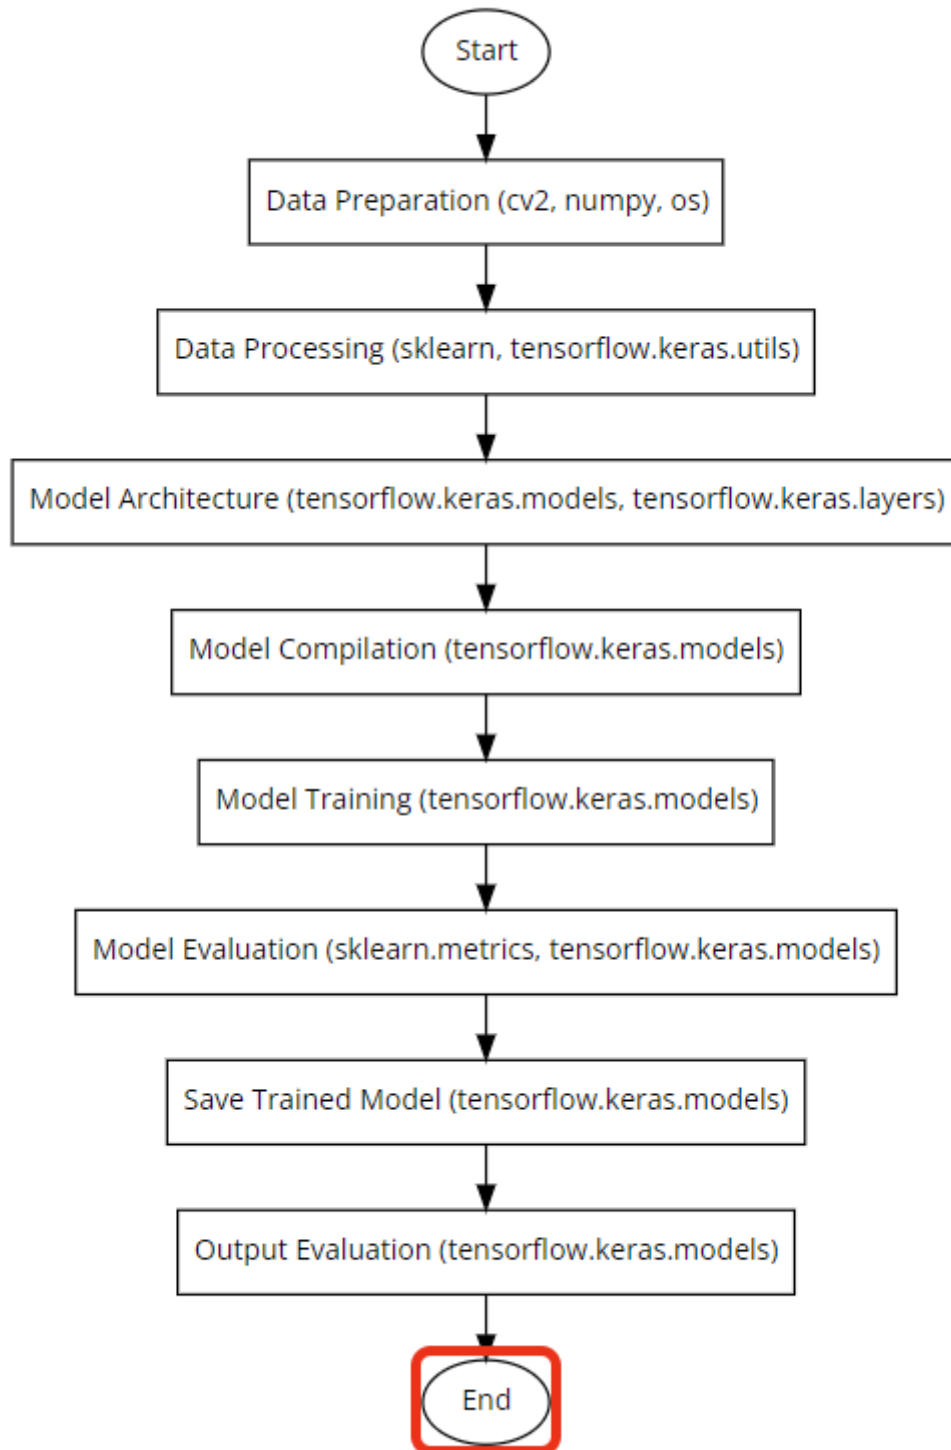 Start
Data Preparation (cv2, numpy, os)
Data Processing (sklearn, tensorflow.keras.utils)
Model Architecture (tensorflow.keras.models, tensorflow.keras.layers)
Model Compilation (tensorflow.keras.models)
Model Training (tensorflow.keras.models)
Model Evaluation (sklearn.metrics, tensorflow.keras.models)
Save Trained Model (tensorflow.keras.models)
Output Evaluation (tensorflow.keras.models)
End